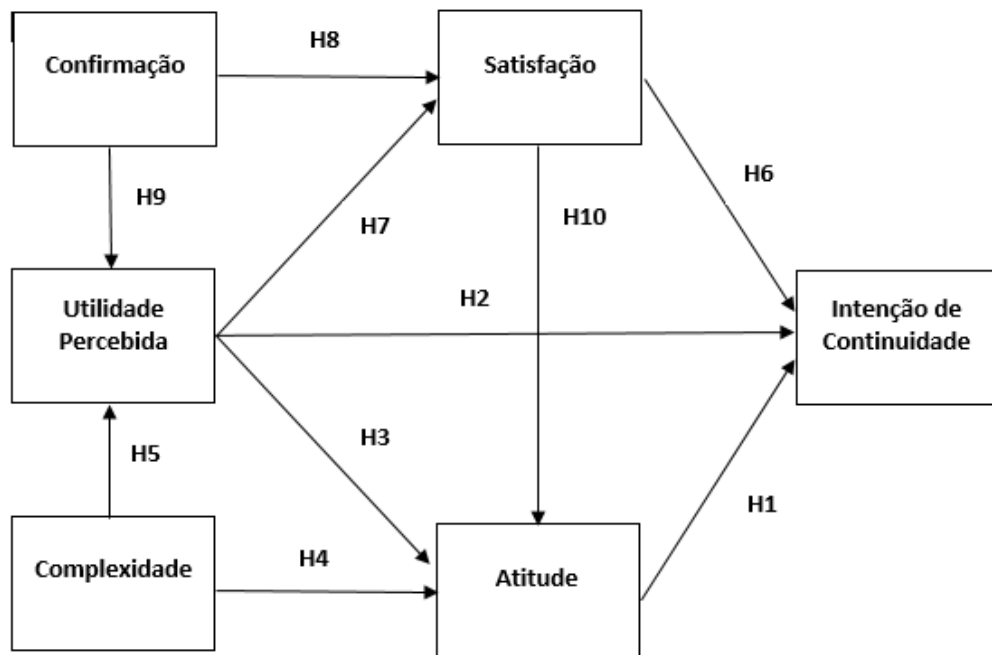 H8
Confirmação
Satisfação
H9
H7
H10
H6
Utilidade
Percebida
H2
Intenção de
Continuidade
H5
H3
H1
Complexidade
H4
Atitude